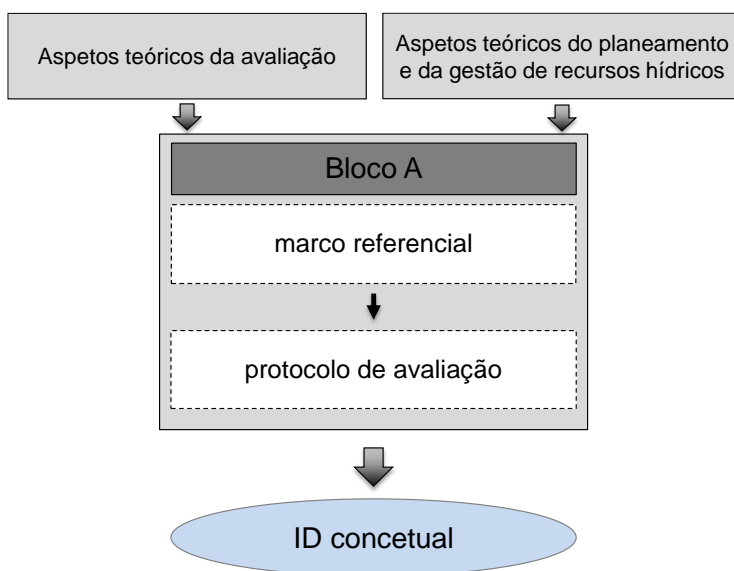 Aspetos teóricos da avaliação
Aspetos teóricos do planeamento
e da gestão de recursos hídricos
Bloco A
marco referencial
protocolo de avaliação
ID concetual